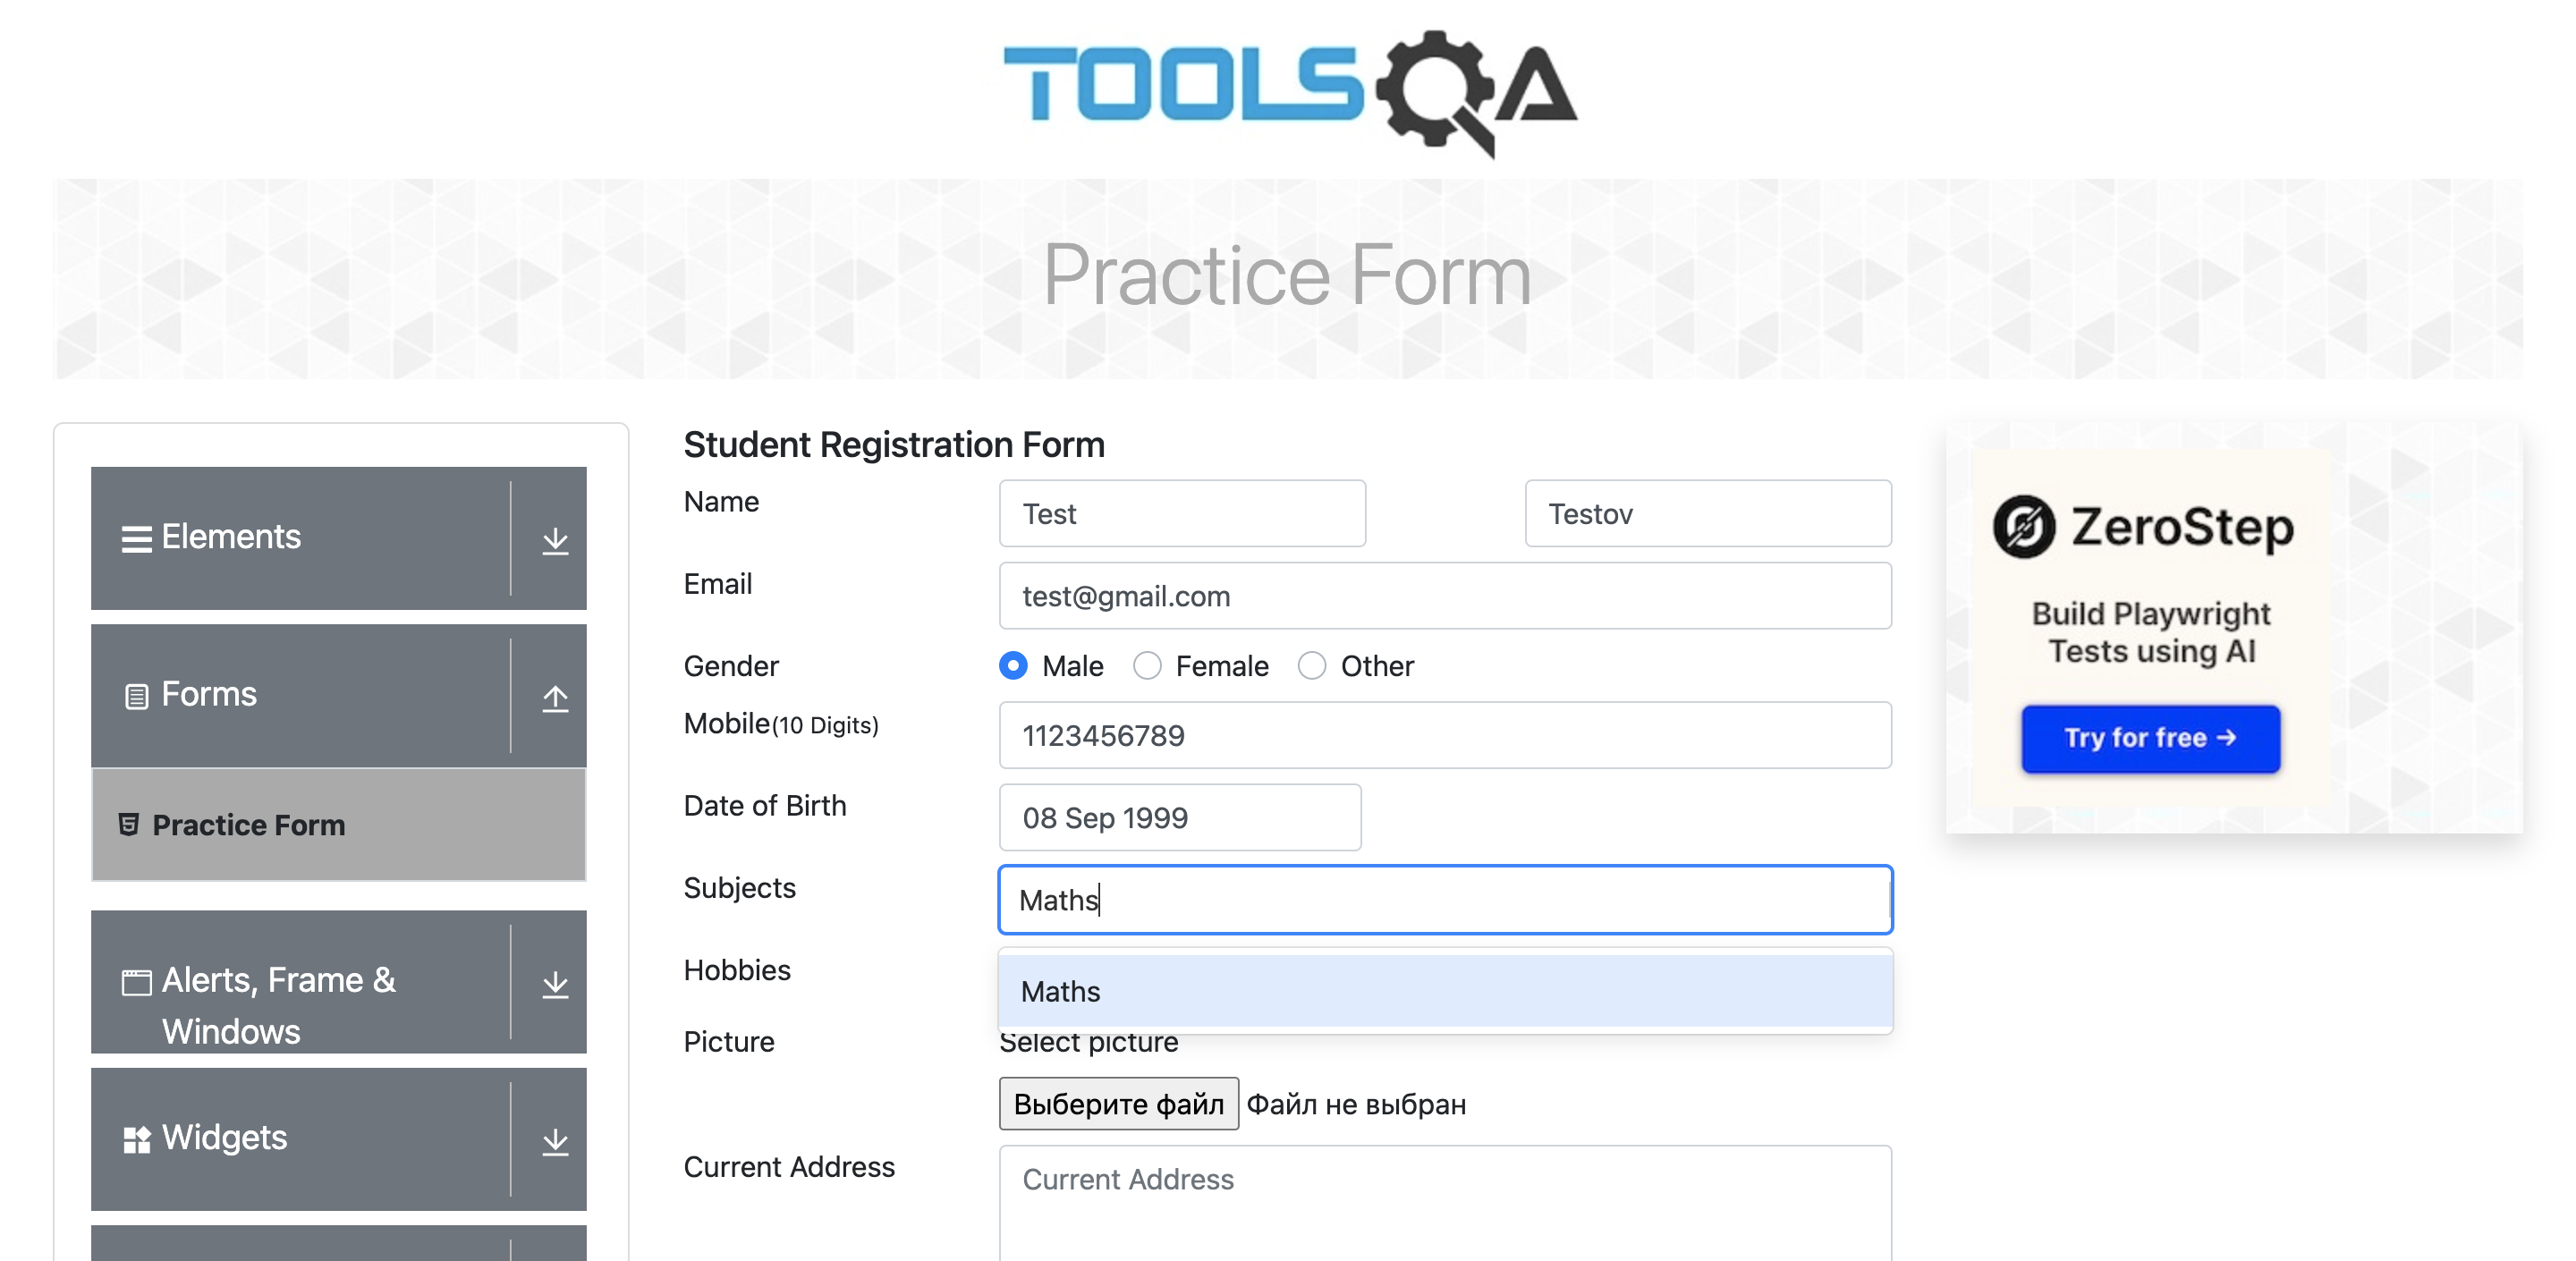 TOOLSQA
Practice Form
Elements
Forms
Practice Form
Alerts, Frame &
Windows
Widgets
Student Registration Form
Name
Test
Testov
Email
test@gmail.com
Gender
Male
Female
Other
Mobile(10 Digits)
1123456789
Date of Birth
08 Sep 1999
Subjects
Maths
Hobbies
Maths
Picture
Select picture
Выберите файл
Файл не выбран
Current Address
Current Address
ZeroStep
Build Playwright
Tests using AI
Try for free →